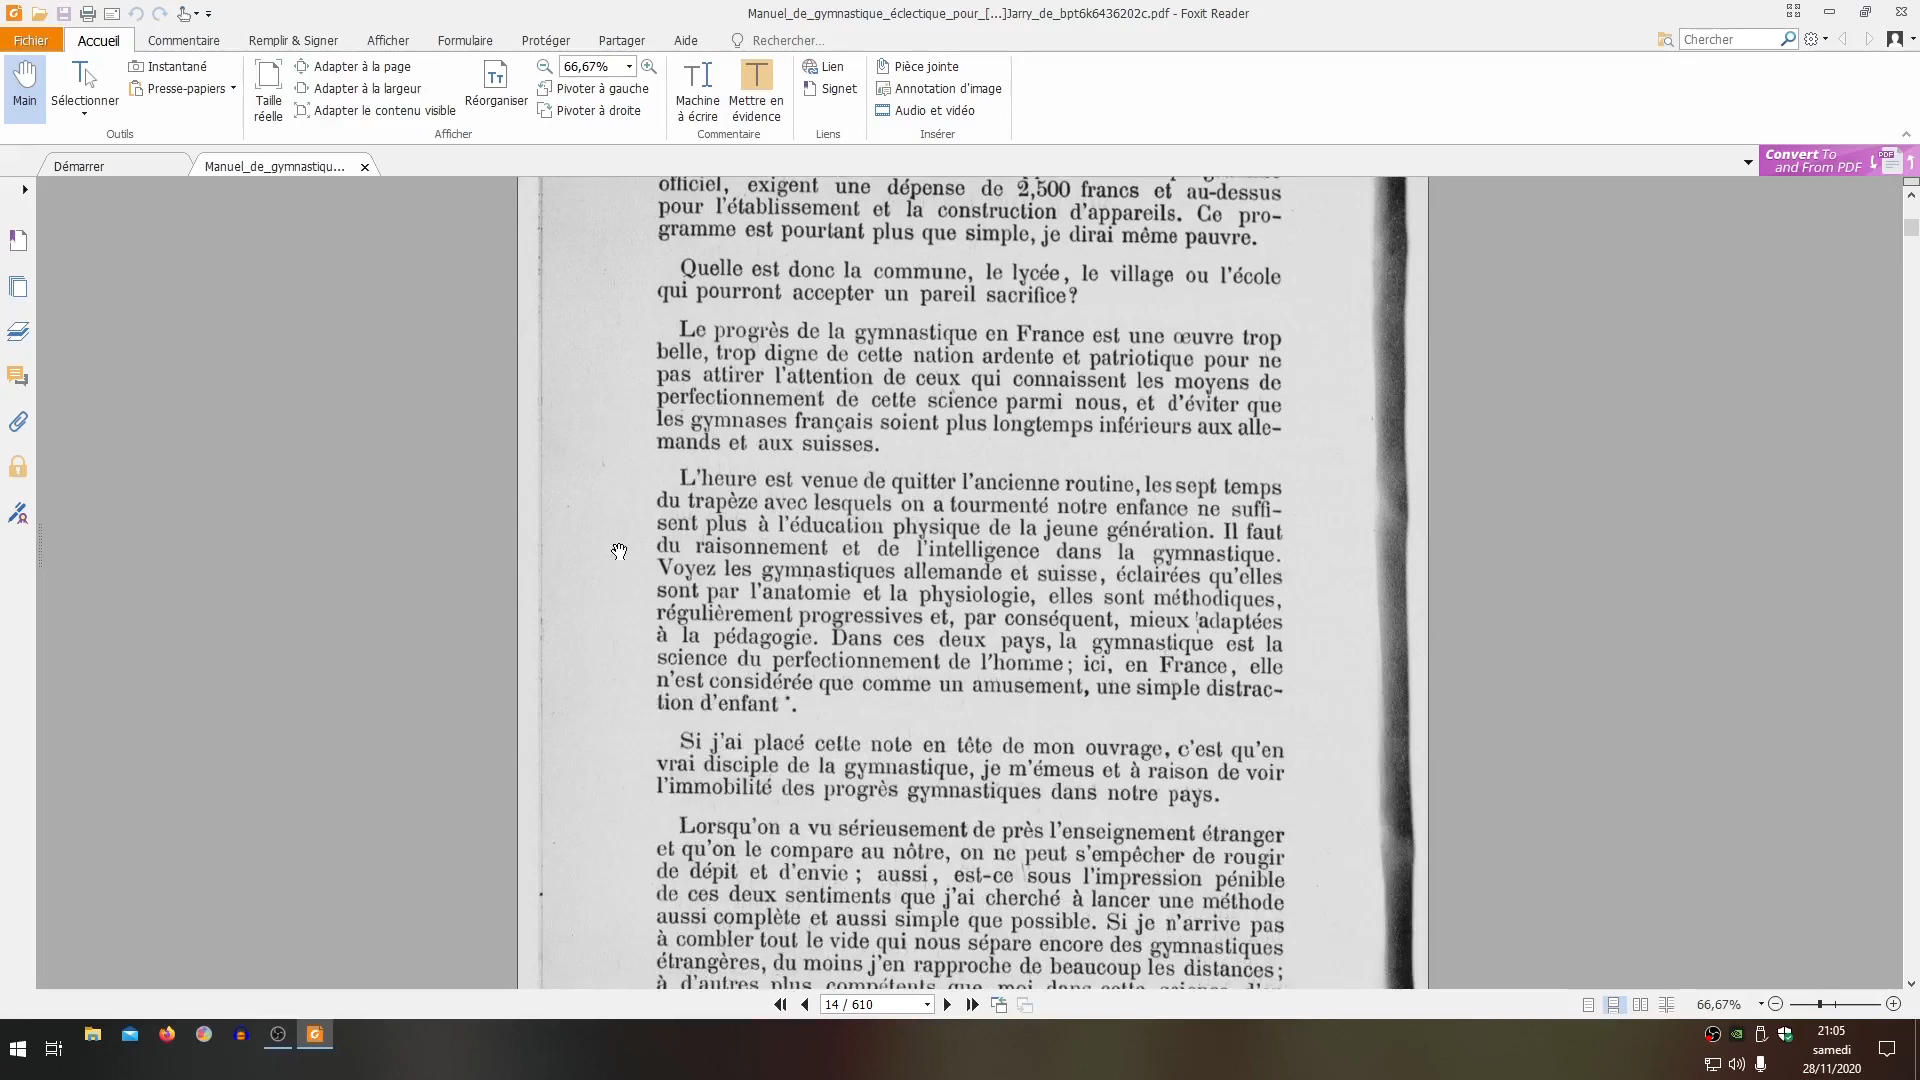 Manuel_de_gymnastique_éclectique_pour_[...]Jarry_de_bpt6k6436202c.pdf - Foxit Reader
Fichier Accueil Commentaire Remplir & Signer Afficher Formulaire Protéger Partager Aide Rechercher... Chercher
Main
Sélectionner
Instantané
Presse-papiers
Outils
Taille
réelle
Adapter à la page
Adapter à la largeur
Adapter le contenu visible
Réorganiser
66,67%
Pivoter à gauche
Pivoter à droite
Afficher
Machine
à écrire
Mettre en
évidence
Commentaire
Lien
Signet
Liens
Pièce jointe
Annotation d'image
Audio et vidéo
Insérer
Démarrer
Manuel_de_gymnastiqu...
Convert To
and From PDF
PDF
officiel, exigent une dépense de 2,500 francs et au-dessus
pour l'établissement et la construction d'appareils. Ce pro-
gramme est pourtant plus que simple, je dirai même pauvre.
Quelle est donc la commune, le lycée, le village ou l'école
qui pourront accepter un pareil sacrifice?
Le progrès de la gymnastique en France est une œuvre trop
belle, trop digne de cette nation ardente et patriotique pour ne
pas attirer l'attention de ceux qui connaissent les moyens de
perfectionnement de cette science parmi nous, et d'éviter que
les gymnases français soient plus longtemps inférieurs aux alle-
mands et aux suisses.
L'heure est venue de quitter l'ancienne routine, les sept temps
du trapèze avec lesquels on a tourmenté notre enfance ne suffi-
sent plus à l'éducation physique de la jeune génération. Il faut
du raisonnement et de l'intelligence dans la gymnastique.
Voyez les gymnastiques allemande et suisse, éclairées qu'elles
sont par l'anatomie et la physiologie, elles sont méthodiques,
régulièrement progressives et, par conséquent, mieux adaptées
à la pédagogie. Dans ces deux pays, la gymnastique est la
science du perfectionnement de l'homme; ici, en France, elle
n'est considérée que comme un amusement, une simple distrac-
tion d'enfant *.
Si j'ai placé cette note en tête de mon ouvrage, c'est qu'en
vrai disciple de la gymnastique, je m'émeus et à raison de voir
l'immobilité des progrès gymnastiques dans notre pays.
Lorsqu'on a vu sérieusement de près l'enseignement étranger
et qu'on le compare au nôtre, on ne peut s'empêcher de rougir
de dépit et d'envie; aussi, est-ce sous l'impression pénible
de ces deux sentiments que j'ai cherché à lancer une méthode
aussi complète et aussi simple que possible. Si je n'arrive pas
à combler tout le vide qui nous sépare encore des gymnastiques
étrangères, du moins j'en rapproche de beaucoup les distances;
à d'autres plus compétents que moi dans cette science
14 / 610
66,67%
21:05
samedi
28/11/2020